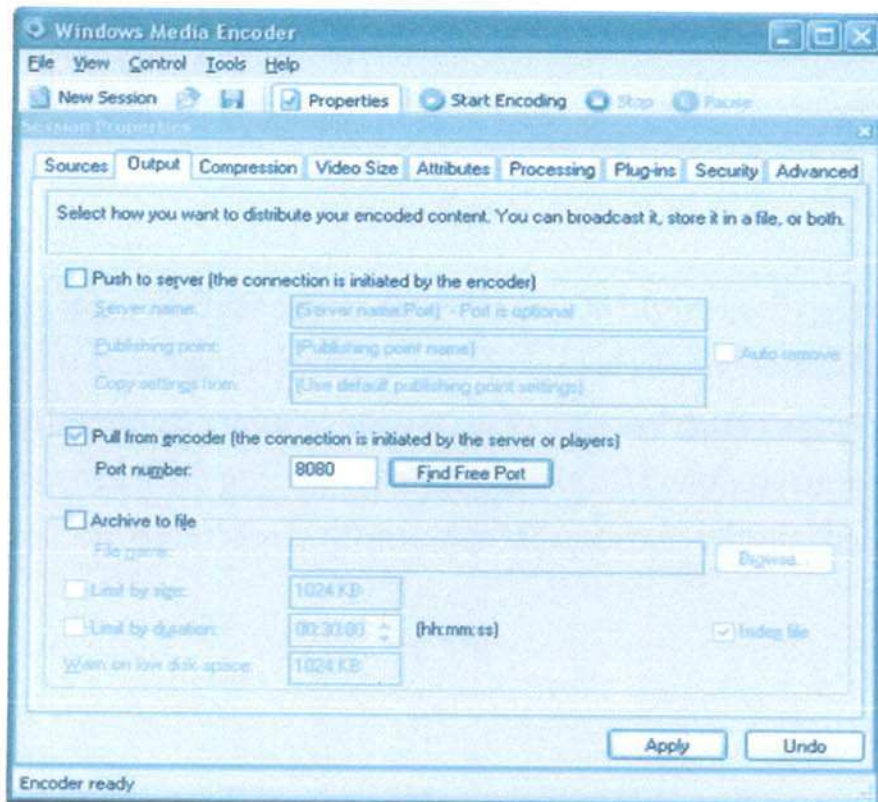 Windows Media Encoder
File View Control Tools Help
New Session Properties Start Encoding Stop Pause
Session Properties
Sources Output Compression Video Size Attributes Processing Plug-ins Security Advanced
Select how you want to distribute your encoded content. You can broadcast it, store it in a file, or both.
Push to server (the connection is initiated by the encoder)
Server name: (Server name:Port) - Port is optional
Publishing point: (Publishing point name)
Auto remove
Copy settings from: (Use default publishing point settings)
Pull from encoder (the connection is initiated by the server or players)
Port number: 8080 Find Free Port
Archive to file
File name: Browse...
Limit by size: 1024 KB
Limit by duration: 00:30:00 (hh:mm:ss) Index file
Warn on low disk space: 1024 KB
Apply Undo
Encoder ready